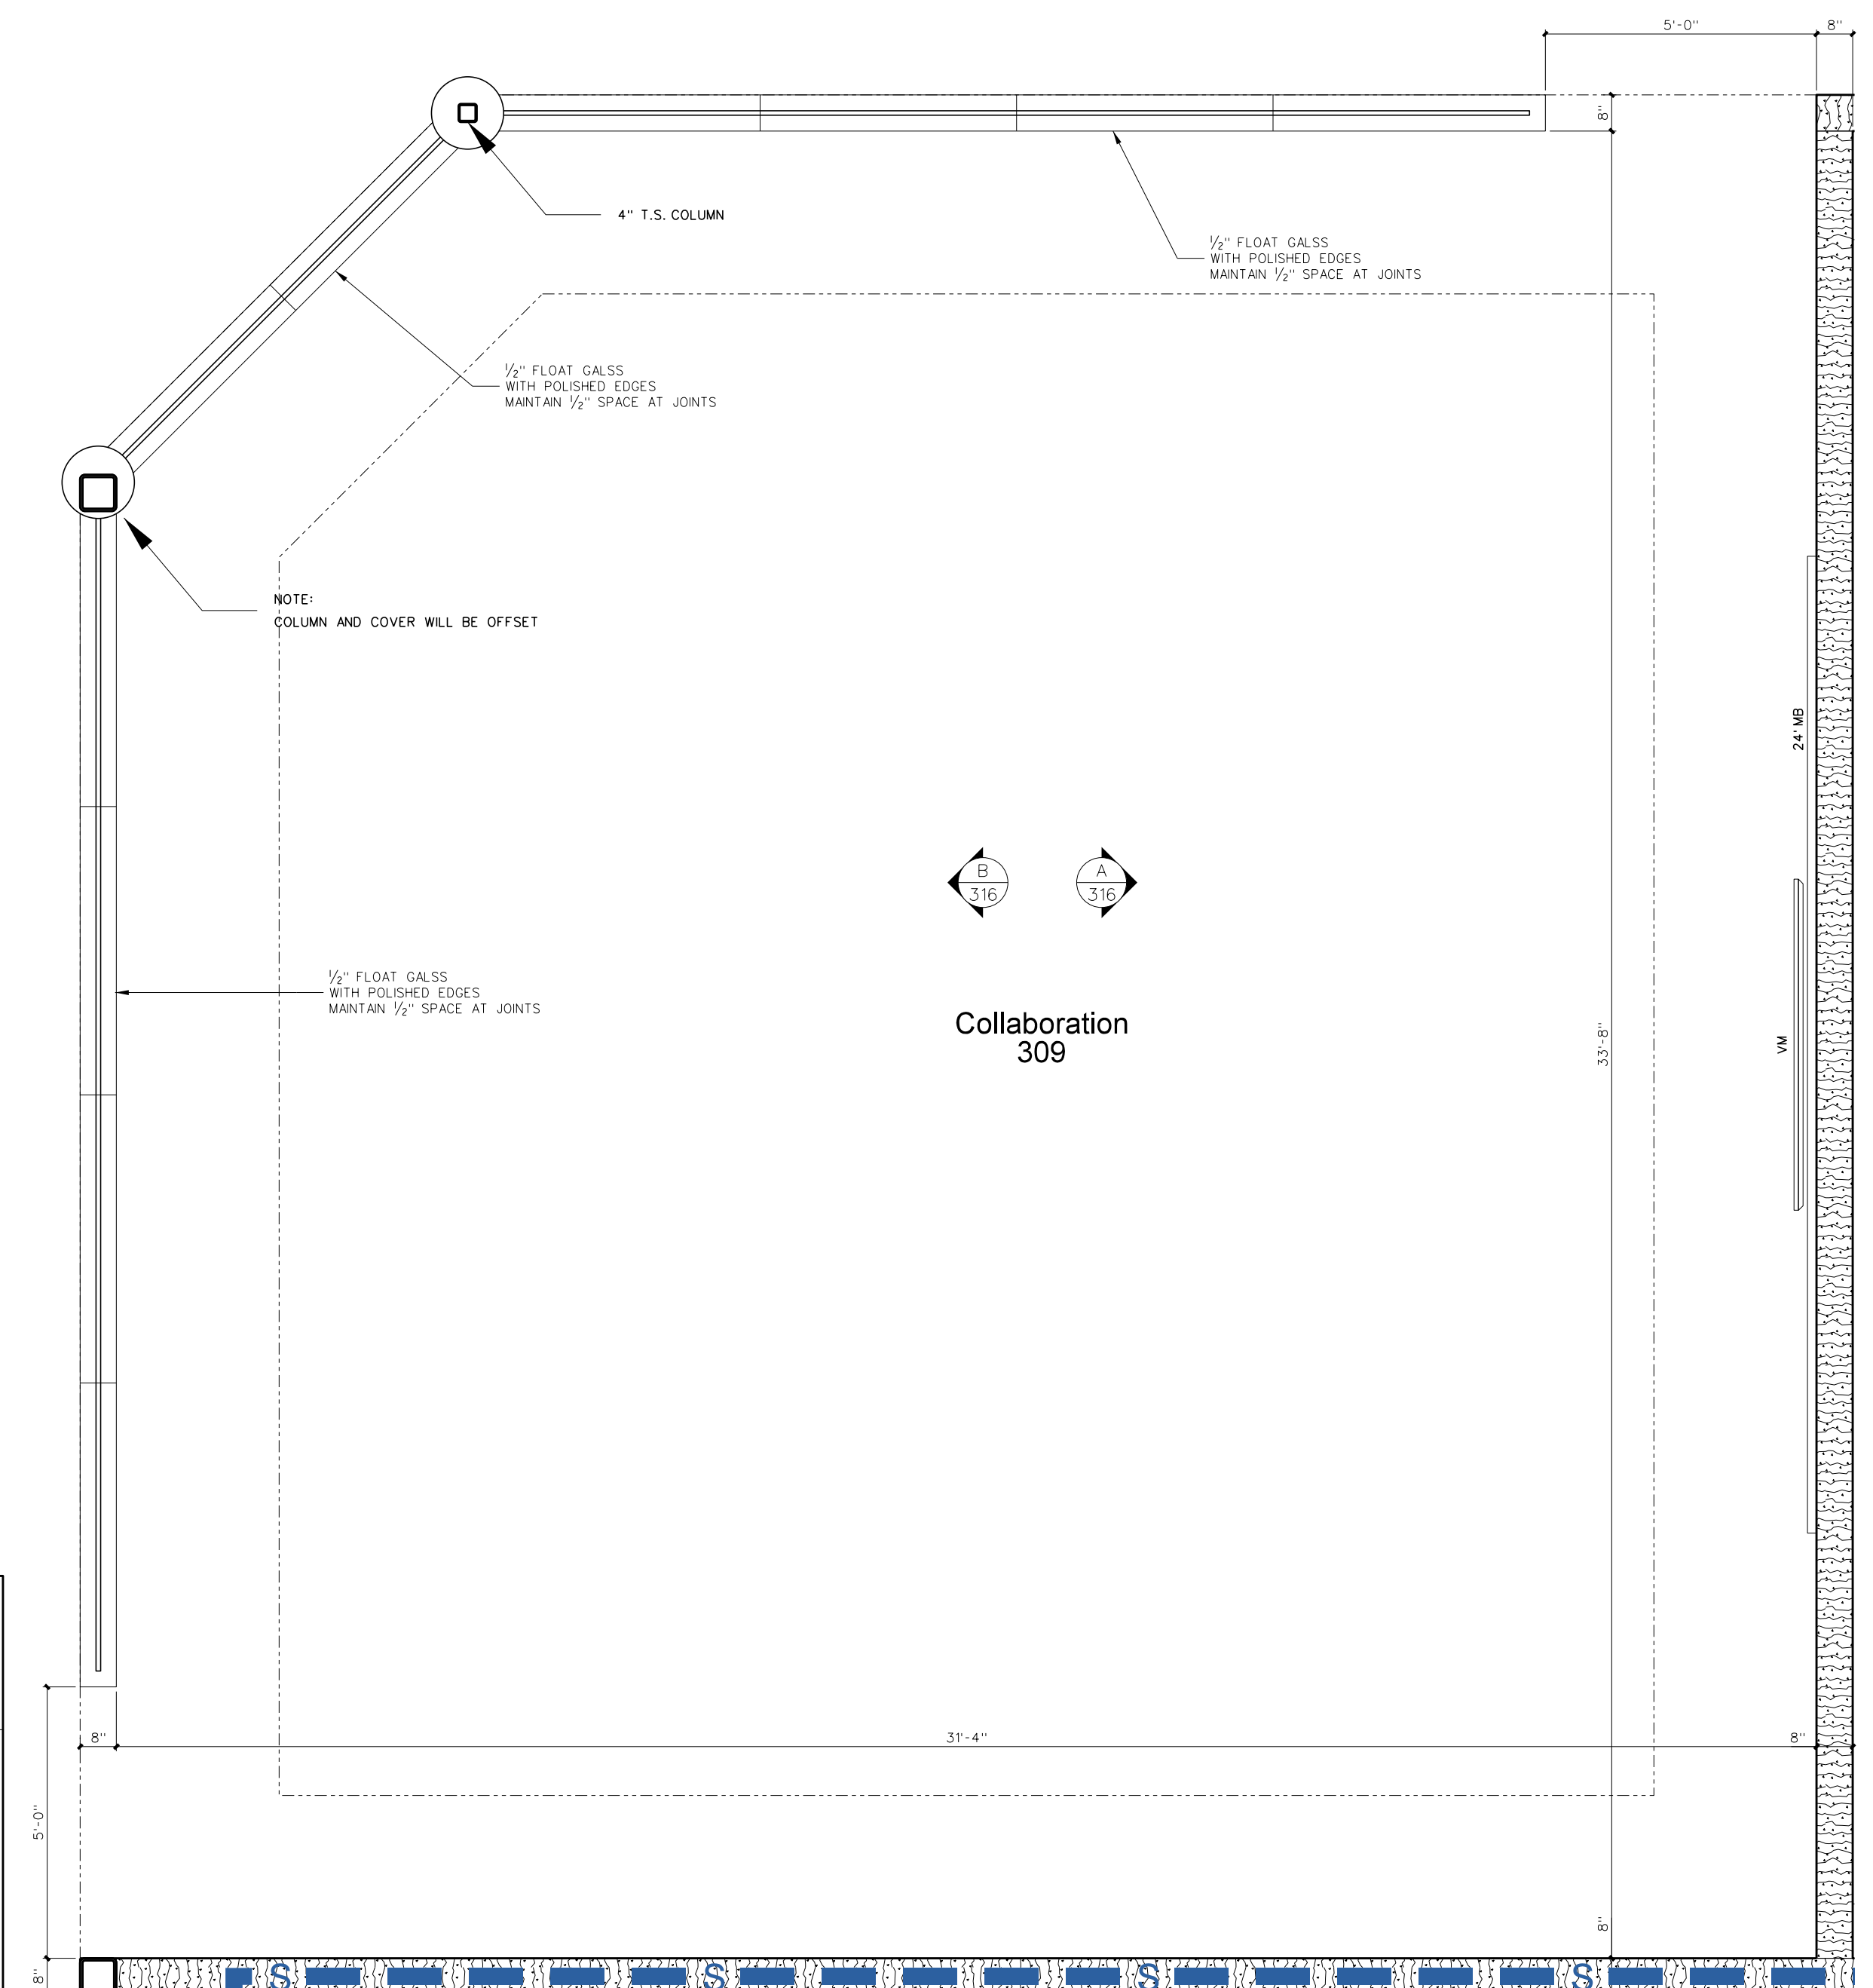 5'-0"
8"
8"
4" T.S. COLUMN
1/2" FLOAT GALSS
WITH POLISHED EDGES
MAINTAIN 1/2" SPACE AT JOINTS
1/2" FLOAT GALSS
WITH POLISHED EDGES
MAINTAIN 1/2" SPACE AT JOINTS
NOTE:
COLUMN AND COVER WILL BE OFFSET
24' MB
B
316
A
316
1/2" FLOAT GALSS
WITH POLISHED EDGES
MAINTAIN 1/2" SPACE AT JOINTS
Collaboration
309
33'-8"
VM
8"
31'-4"
8"
5'-0"
8"
8"
S
S
S
S